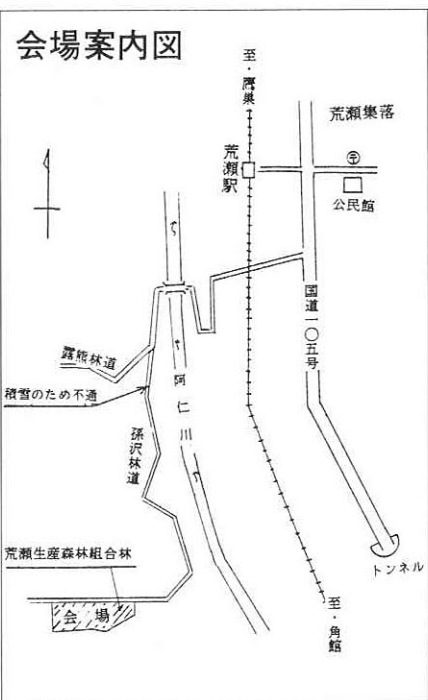 会場案内図
至・鷹巣
荒瀬集落
荒瀬駅
〒
公民館
国道一〇五号
露熊林道
積雪のため不通
阿仁川
孫沢林道
荒瀬生産森林組合林
会場
トンネル
至・角館